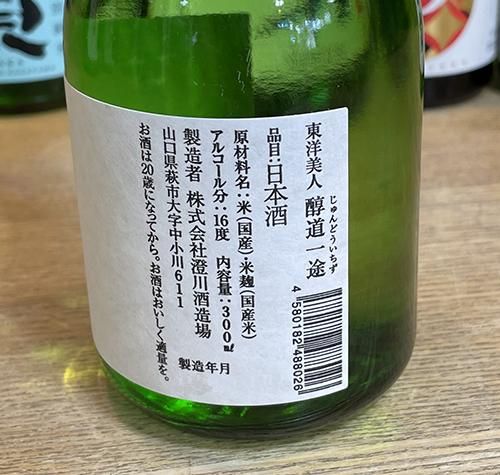 東洋美人 醇道一途
じゅんどういちず
品目:日本酒
原材料名:米(国産)・米麹(国産米)
アルコール分:16度 内容量:300㎖
製造者 株式会社澄川酒造場
山口県萩市大字中小川611
お酒は20歳になってから。お酒はおいしく適量を。
製造年月
4580182488026